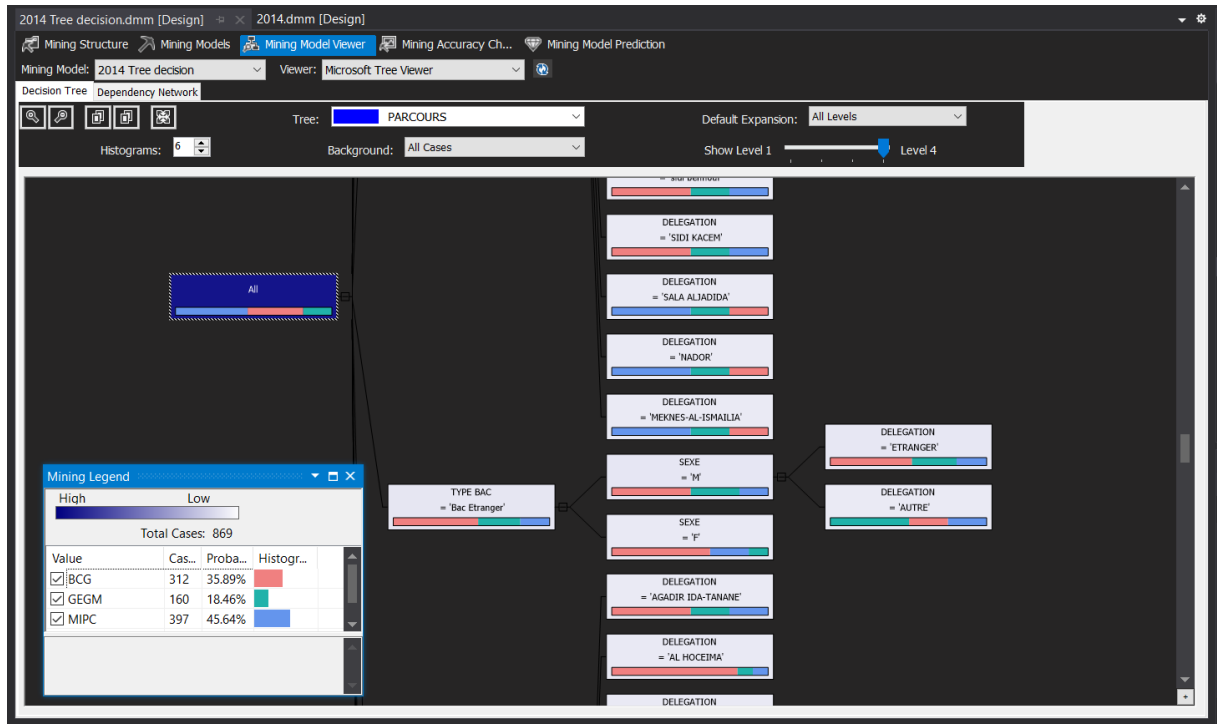 2014 Tree decision.dmm [Design] 2014.dmm [Design]
Mining Structure Mining Models Mining Model Viewer Mining Accuracy Ch... Mining Model Prediction
Mining Model: 2014 Tree decision Viewer: Microsoft Tree Viewer
Decision Tree Dependency Network
Tree: PARCOURS Default Expansion: All Levels
Histograms: 6 Background: All Cases Show Level 1 Level 4
DELEGATION
= 'SIDI KACEM'
All
DELEGATION
= 'SALA ALJADIDA'
DELEGATION
= 'NADOR'
DELEGATION
= 'MEKNES-AL-ISMAILIA'
DELEGATION
= 'ETRANGER'
SEXE
= 'M'
TYPE BAC
= 'Bac Etranger'
DELEGATION
= 'AUTRE'
SEXE
= 'F'
DELEGATION
= 'AGADIR IDA-TANANE'
DELEGATION
= 'AL HOCEIMA'
DELEGATION
Mining Legend
High Low
Total Cases: 869
Value Cas... Proba... Histogr...
BCG 312 35.89%
GEGM 160 18.46%
MIPC 397 45.64%